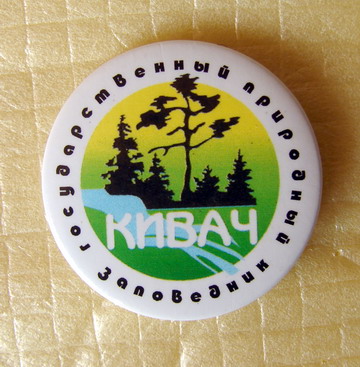 Государственный природный
заповедник
КИВАЧ